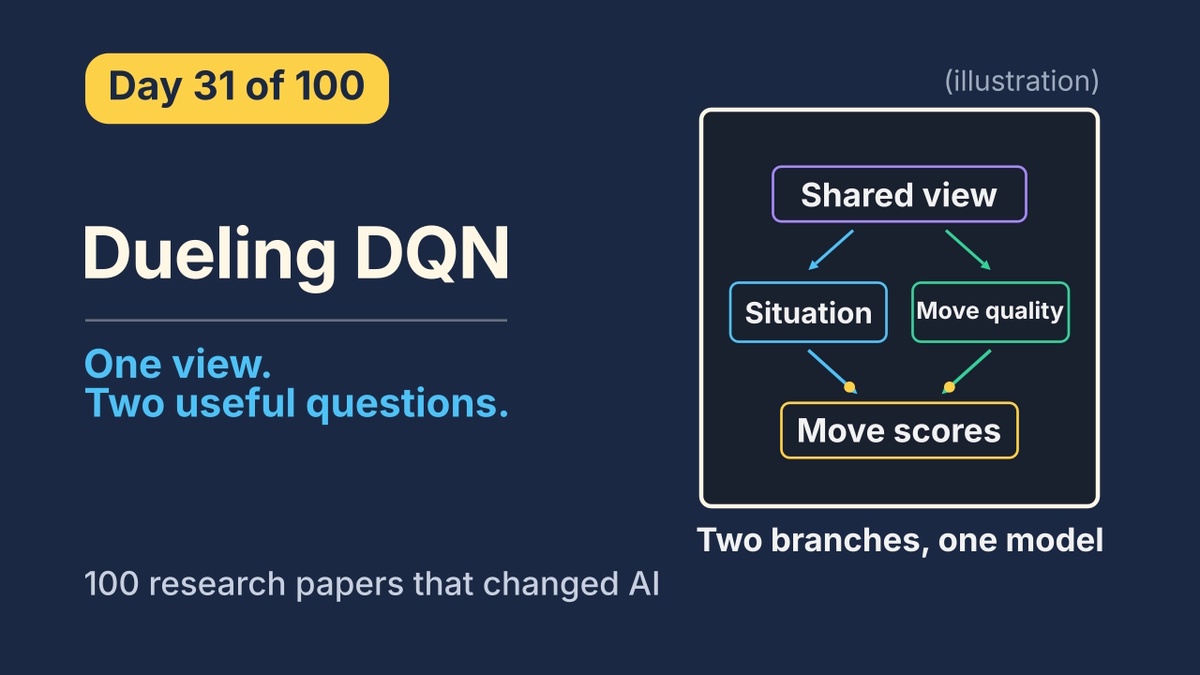 Day 31 of 100
Dueling DQN
One view.
Two useful questions.
100 research papers that changed AI
(illustration)
Shared view
Situation
Move quality
Move scores
Two branches, one model